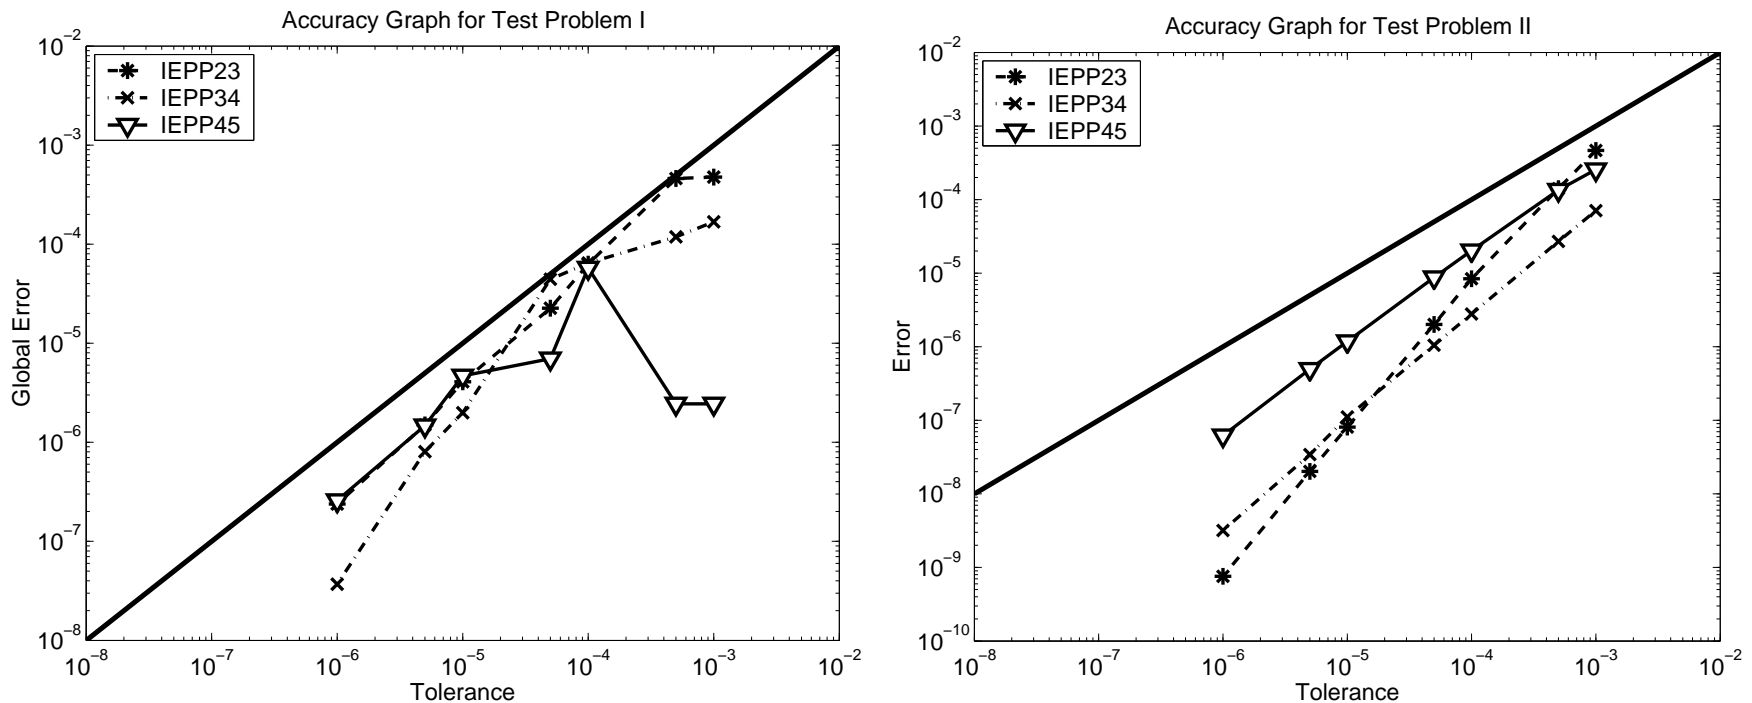 Accuracy Graph for Test Problem I
10−2
10−3
10−4
10−5
10−6
10−7
10−8
Global Error
IEPP23
IEPP34
IEPP45
10−8
10−7
10−6
10−5
10−4
10−3
10−2
Tolerance
Accuracy Graph for Test Problem II
10−2
10−3
10−4
10−5
10−6
10−7
10−8
10−9
10−10
Error
IEPP23
IEPP34
IEPP45
10−8
10−7
10−6
10−5
10−4
10−3
10−2
Tolerance